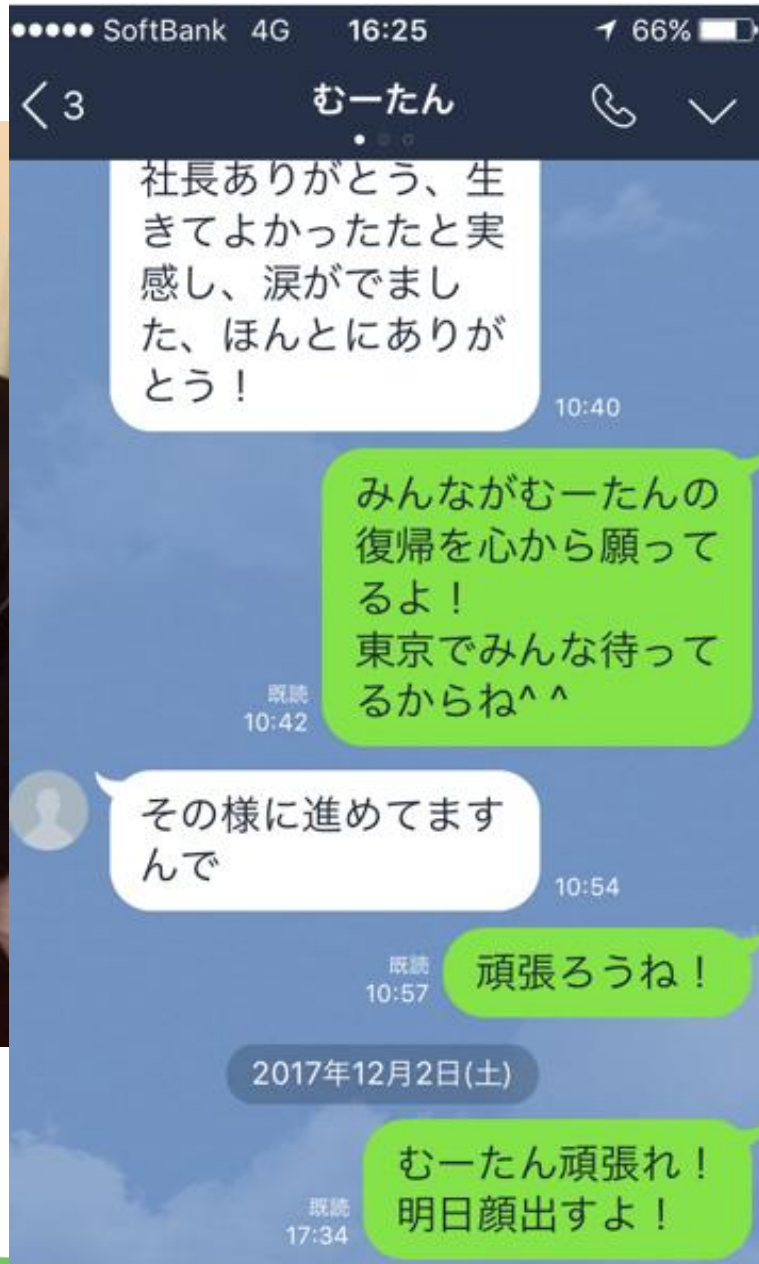 SoftBank 4G 16:25 66%
3 むーたん
社長ありがとう、生
きてよかったたと実
感し、涙がでまし
た、ほんとにありが
とう！
10:40
みんながむーたんの
復帰を心から願って
るよ！
東京でみんな待って
るからね^ ^
既読
10:42
その様に進めてます
んで
10:54
頑張ろうね！
既読
10:57
2017年12月2日(土)
むーたん頑張れ！
明日顔出すよ！
既読
17:34